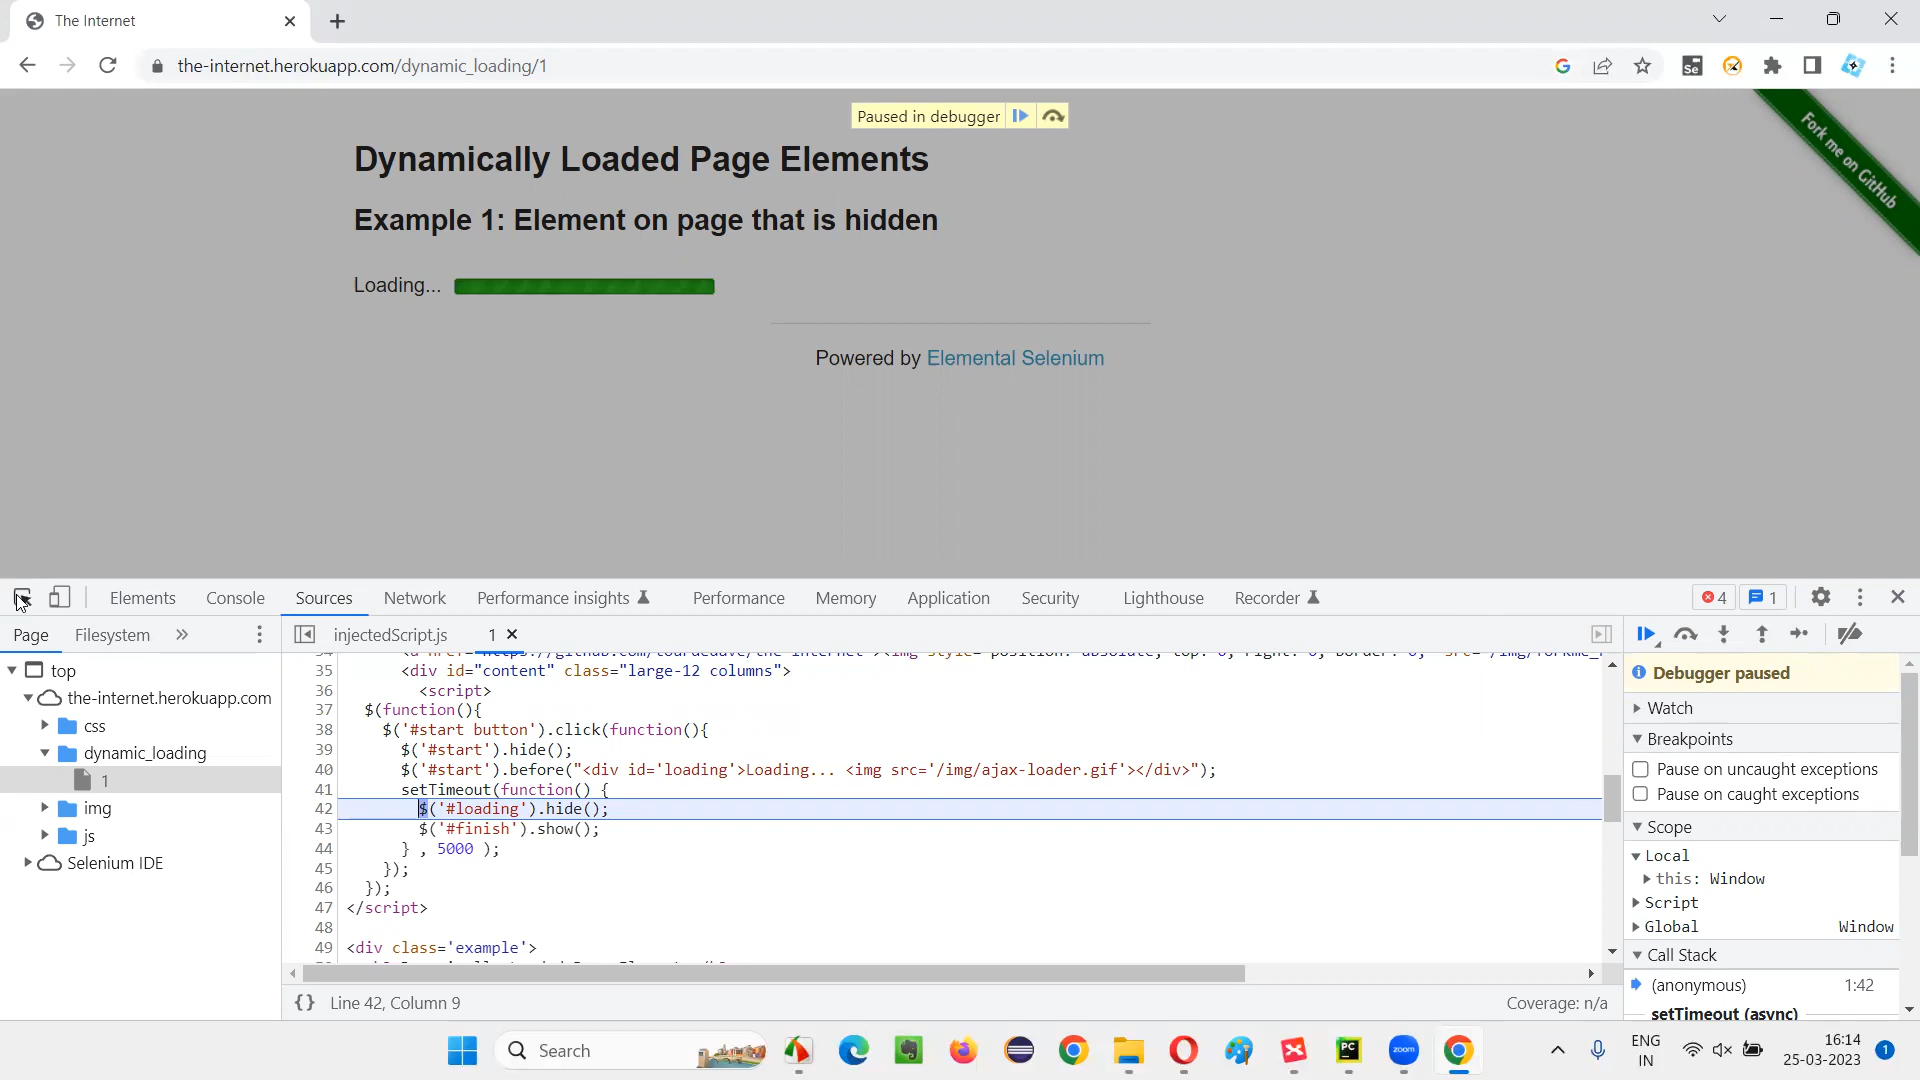 The Internet
the-internet.herokuapp.com/dynamic_loading/1
Paused in debugger
Fork me on GitHub
Dynamically Loaded Page Elements
Example 1: Element on page that is hidden
Loading...
Powered by Elemental Selenium
Elements Console Sources Network Performance insights Performance Memory Application Security Lighthouse Recorder 4 1
Page Filesystem » injectedScript.js 1
top
the-internet.herokuapp.com
css
dynamic_loading
1
img
js
Selenium IDE
35 <div id="content" class="large-12 columns">
36 <script>
37 $(function(){
38 $('#start button').click(function(){
39 $('#start').hide();
40 $('#start').before("<div id='loading'>Loading... <img src='/img/ajax-loader.gif'></div>");
41 setTimeout(function() {
42 $('#loading').hide();
43 $('#finish').show();
44 } , 5000 );
45 });
46 });
47 </script>
48
49 <div class='example'>
{} Line 42, Column 9 Coverage: n/a
Debugger paused
Watch
Breakpoints
Pause on uncaught exceptions
Pause on caught exceptions
Scope
Local
this: Window
Script
Global Window
Call Stack
(anonymous) 1:42
setTimeout (async)
Search
Se
PC
zoom
ENG
IN
16:14
25-03-2023
1